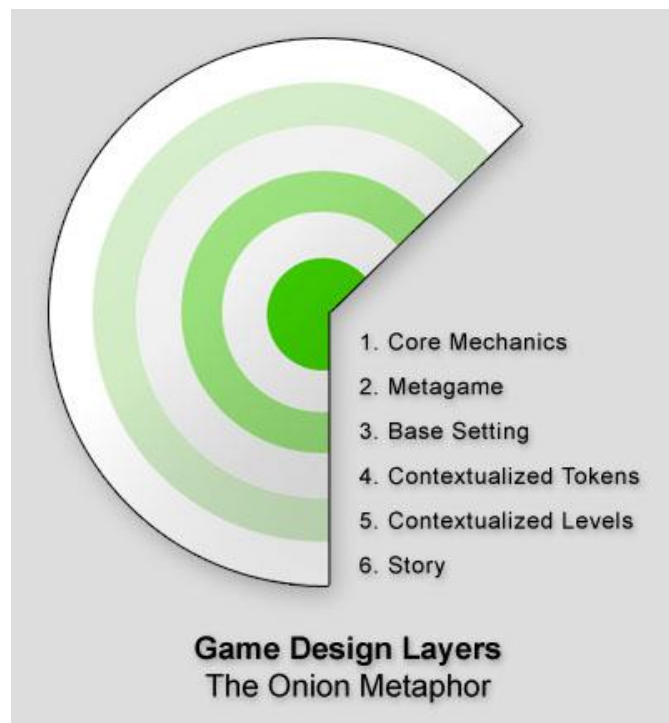 1. Core Mechanics
2. Metagame
3. Base Setting
4. Contextualized Tokens
5. Contextualized Levels
6. Story
Game Design Layers
The Onion Metaphor